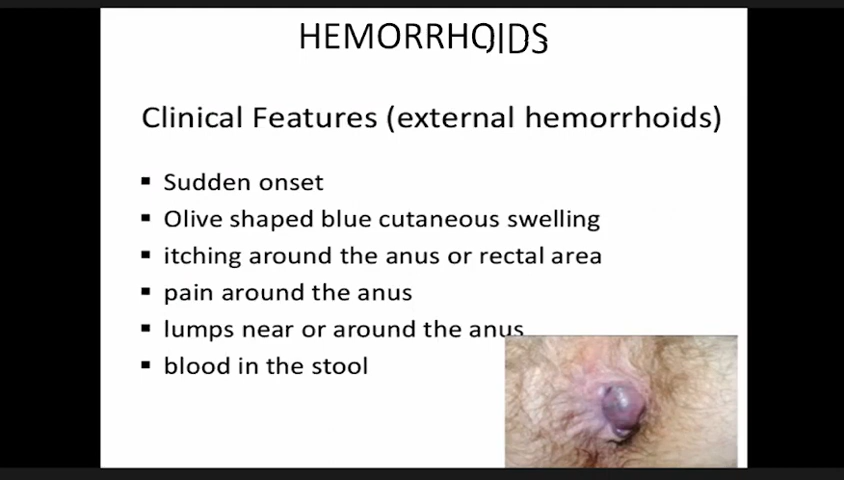 HEMORRHOIDS
Clinical Features (external hemorrhoids)
▪ Sudden onset
▪ Olive shaped blue cutaneous swelling
▪ itching around the anus or rectal area
▪ pain around the anus
▪ lumps near or around the anus
▪ blood in the stool